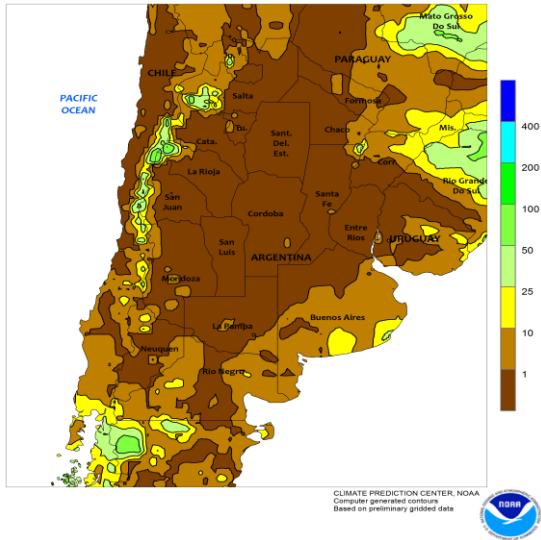 Mato Grosso
Do Sul
PARAGUAY
CHILE
PACIFIC
OCEAN
Salta
Formosa
400
Tu.
Chaco
Mis.
Sant.
Del.
Est.
Cata.
Corr.
200
La Rioja
Rio Grande
Do Sul
San
Juan
Santa
Fe
100
Cordoba
Entre
Rios
URUGUAY
San
Luis
50
ARGENTINA
Mendoza
25
Buenos Aires
La Pampa
10
Neuquen
Rio Negro
1
CLIMATE PREDICTION CENTER, NOAA
Computer generated contours
Based on preliminary gridded data
NOAA